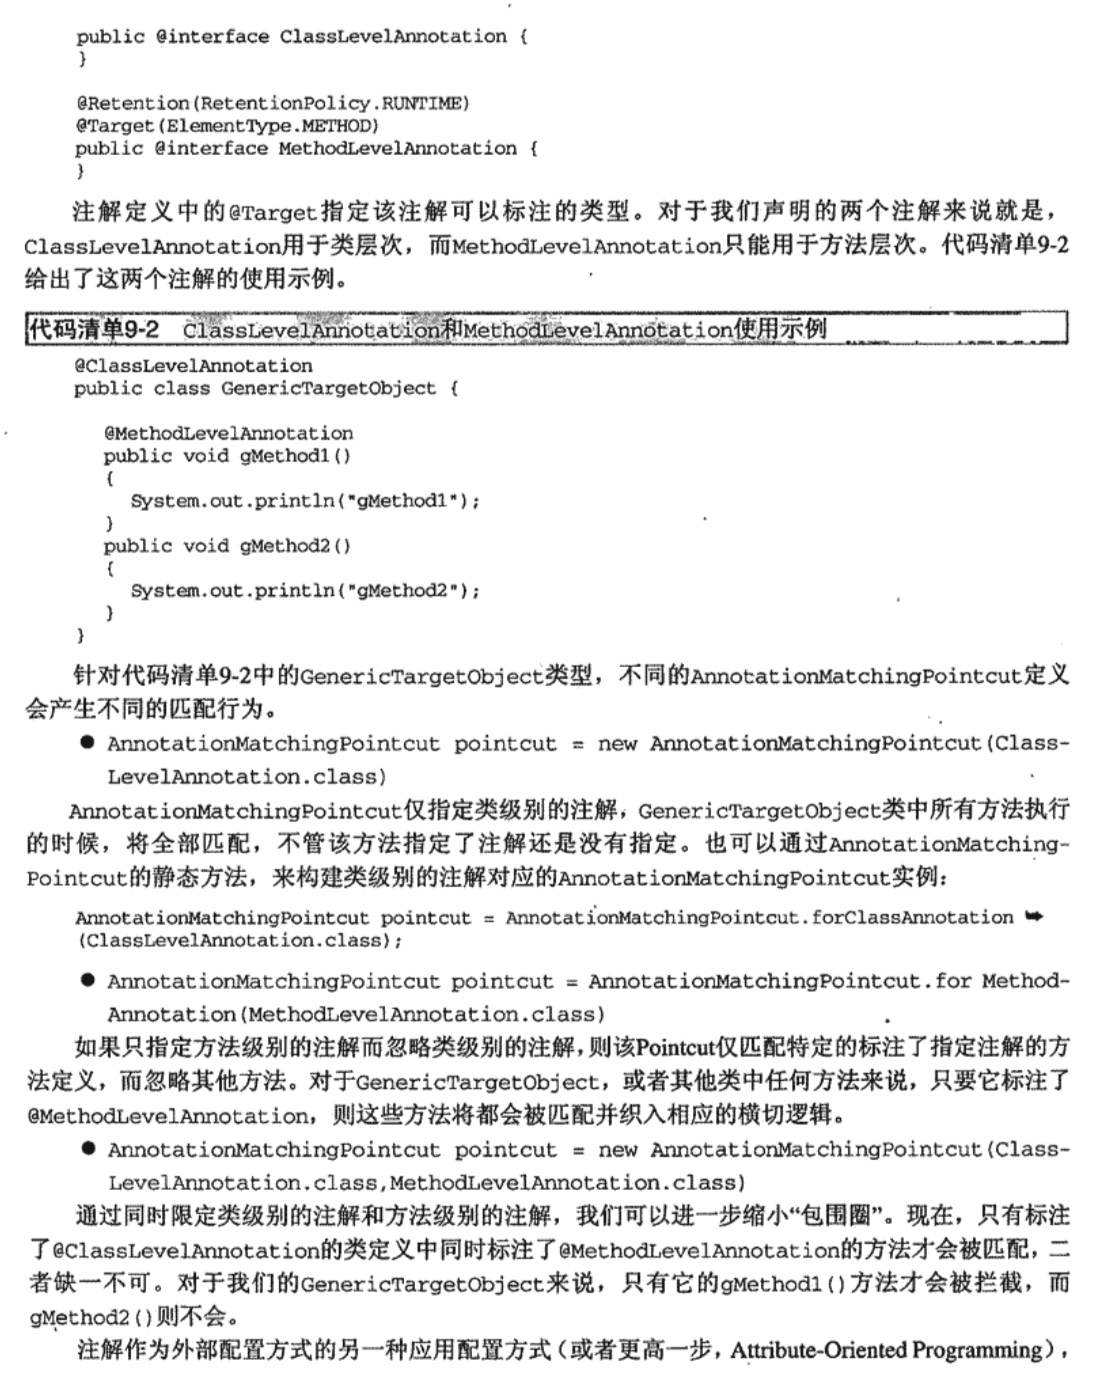 public @interface ClassLevelAnnotation {
}
@Retention(RetentionPolicy.RUNTIME)
@Target(ElementType.METHOD)
public @interface MethodLevelAnnotation {
}
注解定义中的@Target指定该注解可以标注的类型。对于我们声明的两个注解来说就是，
ClassLevelAnnotation用于类层次，而MethodLevelAnnotation只能用于方法层次。代码清单9-2
给出了这两个注解的使用示例。
代码清单9-2 ClassLevelAnnotation和MethodLevelAnnotation使用示例
@ClassLevelAnnotation
public class GenericTargetObject {
@MethodLevelAnnotation
public void gMethod1()
{
System.out.println("gMethod1");
}
public void gMethod2()
{
System.out.println("gMethod2");
}
}
针对代码清单9-2中的GenericTargetObject类型，不同的AnnotationMatchingPointcut定义
会产生不同的匹配行为。
● AnnotationMatchingPointcut pointcut = new AnnotationMatchingPointcut(Class-
LevelAnnotation.class)
AnnotationMatchingPointcut仅指定类级别的注解，GenericTargetObject类中所有方法执行
的时候，将全部匹配，不管该方法指定了注解还是没有指定。也可以通过AnnotationMatching-
Pointcut的静态方法，来构建类级别的注解对应的AnnotationMatchingPointcut实例：
AnnotationMatchingPointcut pointcut = AnnotationMatchingPointcut.forClassAnnotation ➥
(ClassLevelAnnotation.class);
● AnnotationMatchingPointcut pointcut = AnnotationMatchingPointcut.for Method-
Annotation(MethodLevelAnnotation.class)
如果只指定方法级别的注解而忽略类级别的注解，则该Pointcut仅匹配特定的标注了指定注解的方
法定义，而忽略其他方法。对于GenericTargetObject，或者其他类中任何方法来说，只要它标注了
@MethodLevelAnnotation，则这些方法将都会被匹配并织入相应的横切逻辑。
● AnnotationMatchingPointcut pointcut = new AnnotationMatchingPointcut(Class-
LevelAnnotation.class,MethodLevelAnnotation.class)
通过同时限定类级别的注解和方法级别的注解，我们可以进一步缩小“包围圈”。现在，只有标注
了@ClassLevelAnnotation的类定义中同时标注了@MethodLevelAnnotation的方法才会被匹配，二
者缺一不可。对于我们的GenericTargetObject来说，只有它的gMethod1()方法才会被拦截，而
gMethod2()则不会。
注解作为外部配置方式的另一种应用配置方式（或者更高一步，Attribute-Oriented Programming），